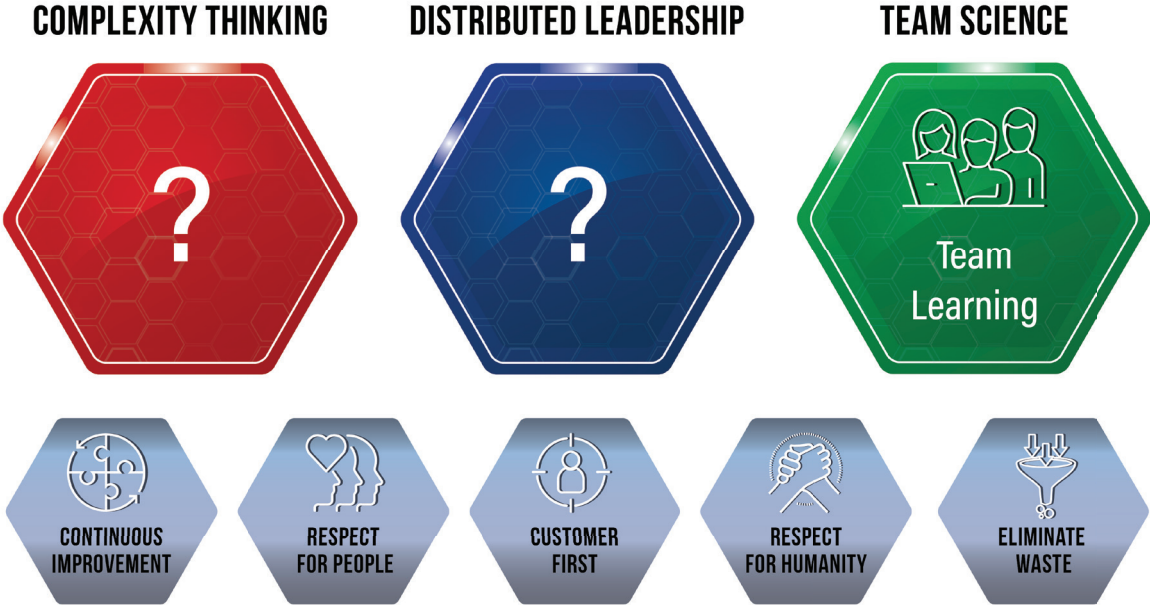 COMPLEXITY THINKING
DISTRIBUTED LEADERSHIP
TEAM SCIENCE
?
?
Team
Learning
CONTINUOUS
IMPROVEMENT
RESPECT
FOR PEOPLE
CUSTOMER
FIRST
RESPECT
FOR HUMANITY
ELIMINATE
WASTE